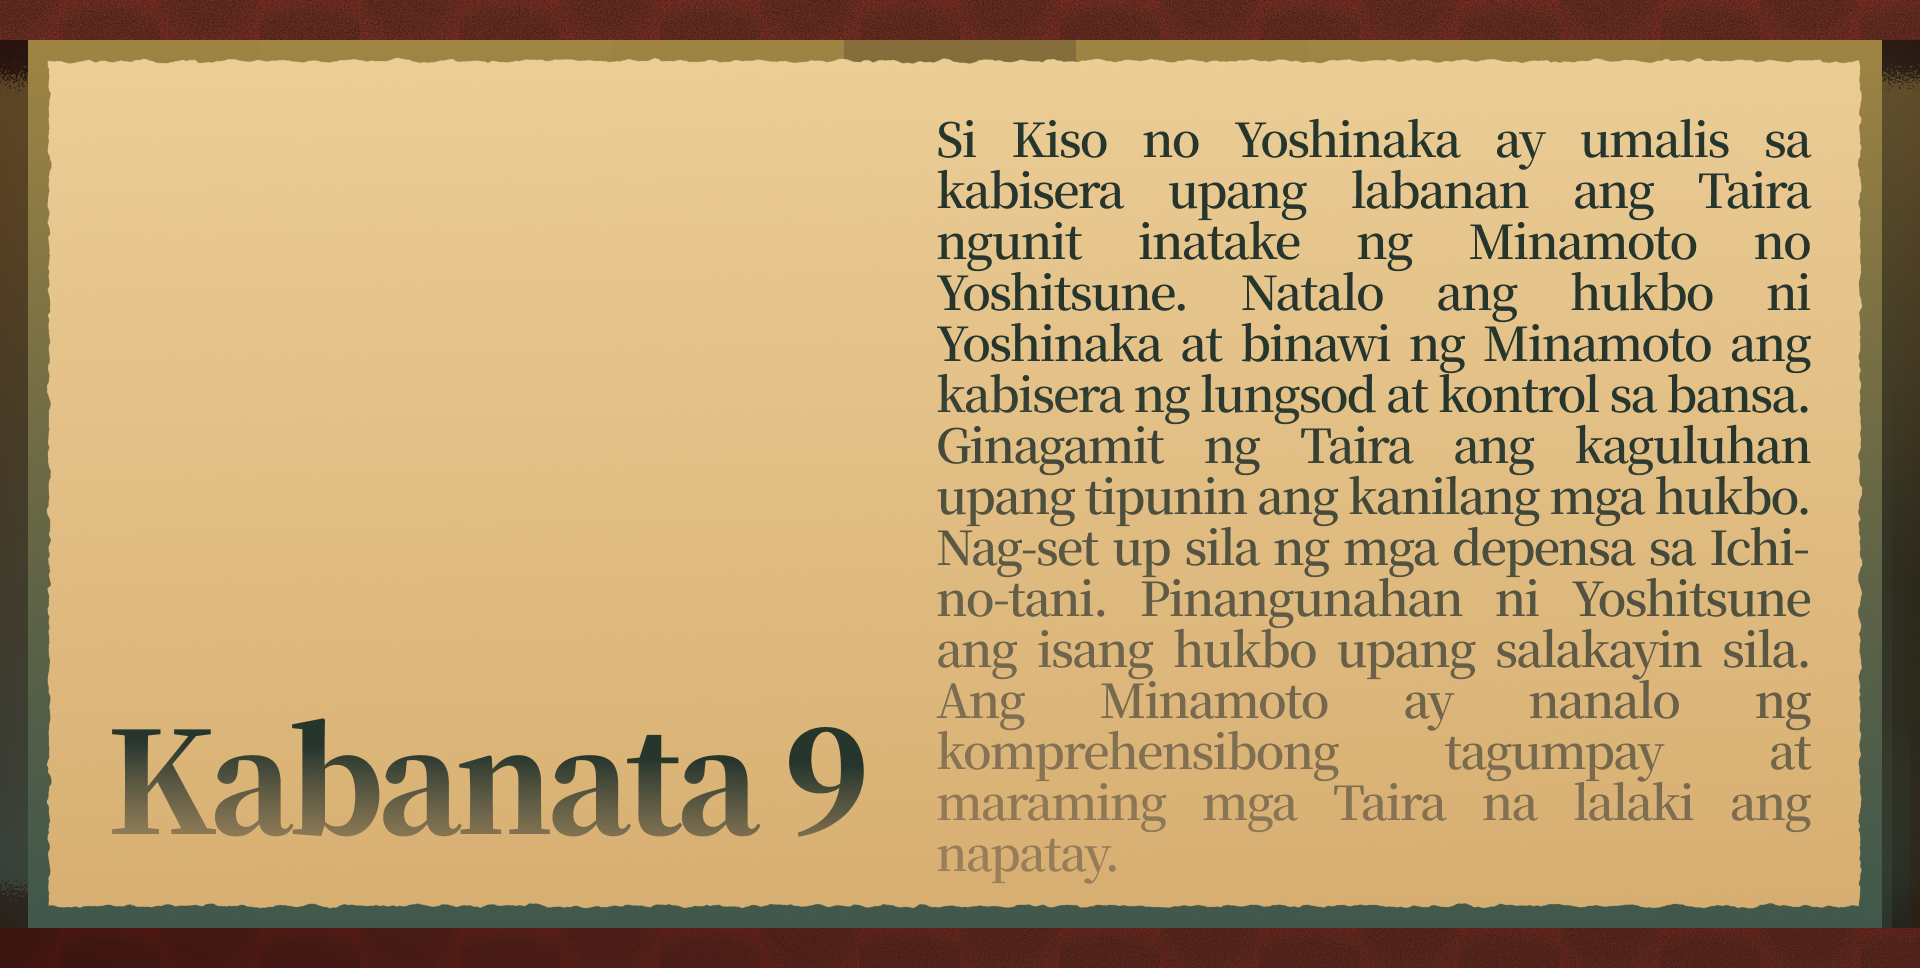 Kabanata 9
Si Kiso no Yoshinaka ay umalis sa
kabisera upang labanan ang Taira
ngunit inatake ng Minamoto no
Yoshitsune. Natalo ang hukbo ni
Yoshinaka at binawi ng Minamoto ang
kabisera ng lungsod at kontrol sa bansa.
Ginagamit ng Taira ang kaguluhan
upang tipunin ang kanilang mga hukbo.
Nag-set up sila ng mga depensa sa Ichi-
no-tani. Pinangunahan ni Yoshitsune
ang isang hukbo upang salakayin sila.
Ang Minamoto ay nanalo ng
komprehensibong tagumpay at
maraming mga Taira na lalaki ang
napatay.